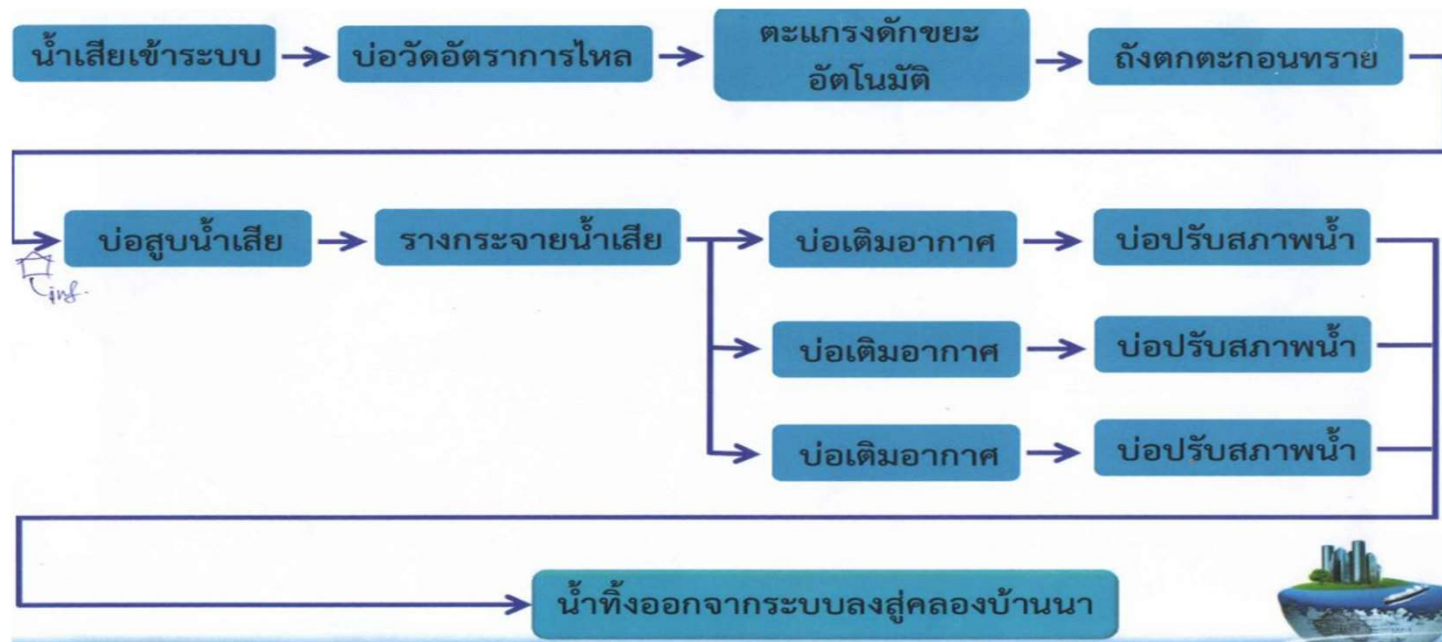 น้ำเสียเข้าระบบ
บ่อวัดอัตราการไหล
ตะแกรงดักขยะ
อัตโนมัติ
ถังตกตะกอนทราย
บ่อสูบน้ำเสีย
รางกระจายน้ำเสีย
บ่อเติมอากาศ
บ่อปรับสภาพน้ำ
inf.
บ่อเติมอากาศ
บ่อปรับสภาพน้ำ
บ่อเติมอากาศ
บ่อปรับสภาพน้ำ
น้ำทิ้งออกจากระบบลงสู่คลองบ้านนา